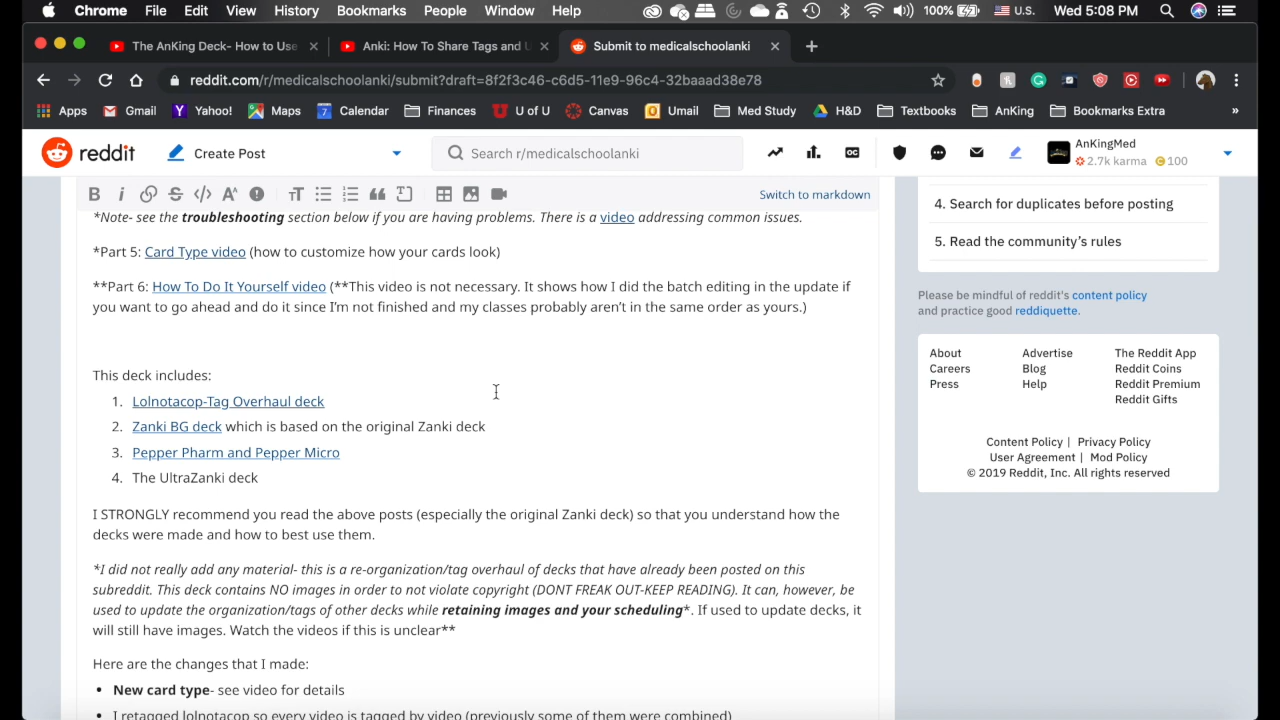 Chrome File Edit View History Bookmarks People Window Help 100% U.S. Wed 5:08 PM
The AnKing Deck- How to Use
Anki: How To Share Tags and U
Submit to medicalschoolanki
reddit.com/r/medicalschoolanki/submit?draft=8f2f3c46-c6d5-11e9-96c4-32baaad38e78
Apps Gmail Yahoo! Maps Calendar Finances U of U Canvas Umail Med Study H&D Textbooks AnKing Bookmarks Extra »
reddit Create Post Search r/medicalschoolanki AnKingMed
2.7k karma 100
Switch to markdown
*Note- see the troubleshooting section below if you are having problems. There is a video addressing common issues.
*Part 5: Card Type video (how to customize how your cards look)
**Part 6: How To Do It Yourself video (**This video is not necessary. It shows how I did the batch editing in the update if
you want to go ahead and do it since I'm not finished and my classes probably aren't in the same order as yours.)
This deck includes:
1. Lolnotacop-Tag Overhaul deck
2. Zanki BG deck which is based on the original Zanki deck
3. Pepper Pharm and Pepper Micro
4. The UltraZanki deck
I STRONGLY recommend you read the above posts (especially the original Zanki deck) so that you understand how the
decks were made and how to best use them.
*I did not really add any material- this is a re-organization/tag overhaul of decks that have already been posted on this
subreddit. This deck contains NO images in order to not violate copyright (DONT FREAK OUT-KEEP READING). It can, however, be
used to update the organization/tags of other decks while retaining images and your scheduling*. If used to update decks, it
will still have images. Watch the videos if this is unclear**
Here are the changes that I made:
• New card type- see video for details
• I retagged lolnotacop so every video is tagged by video (previously some of them were combined)
4. Search for duplicates before posting
5. Read the community's rules
Please be mindful of reddit's content policy
and practice good reddiquette.
About Advertise The Reddit App
Careers Blog Reddit Coins
Press Help Reddit Premium
Reddit Gifts
Content Policy | Privacy Policy
User Agreement | Mod Policy
© 2019 Reddit, Inc. All rights reserved